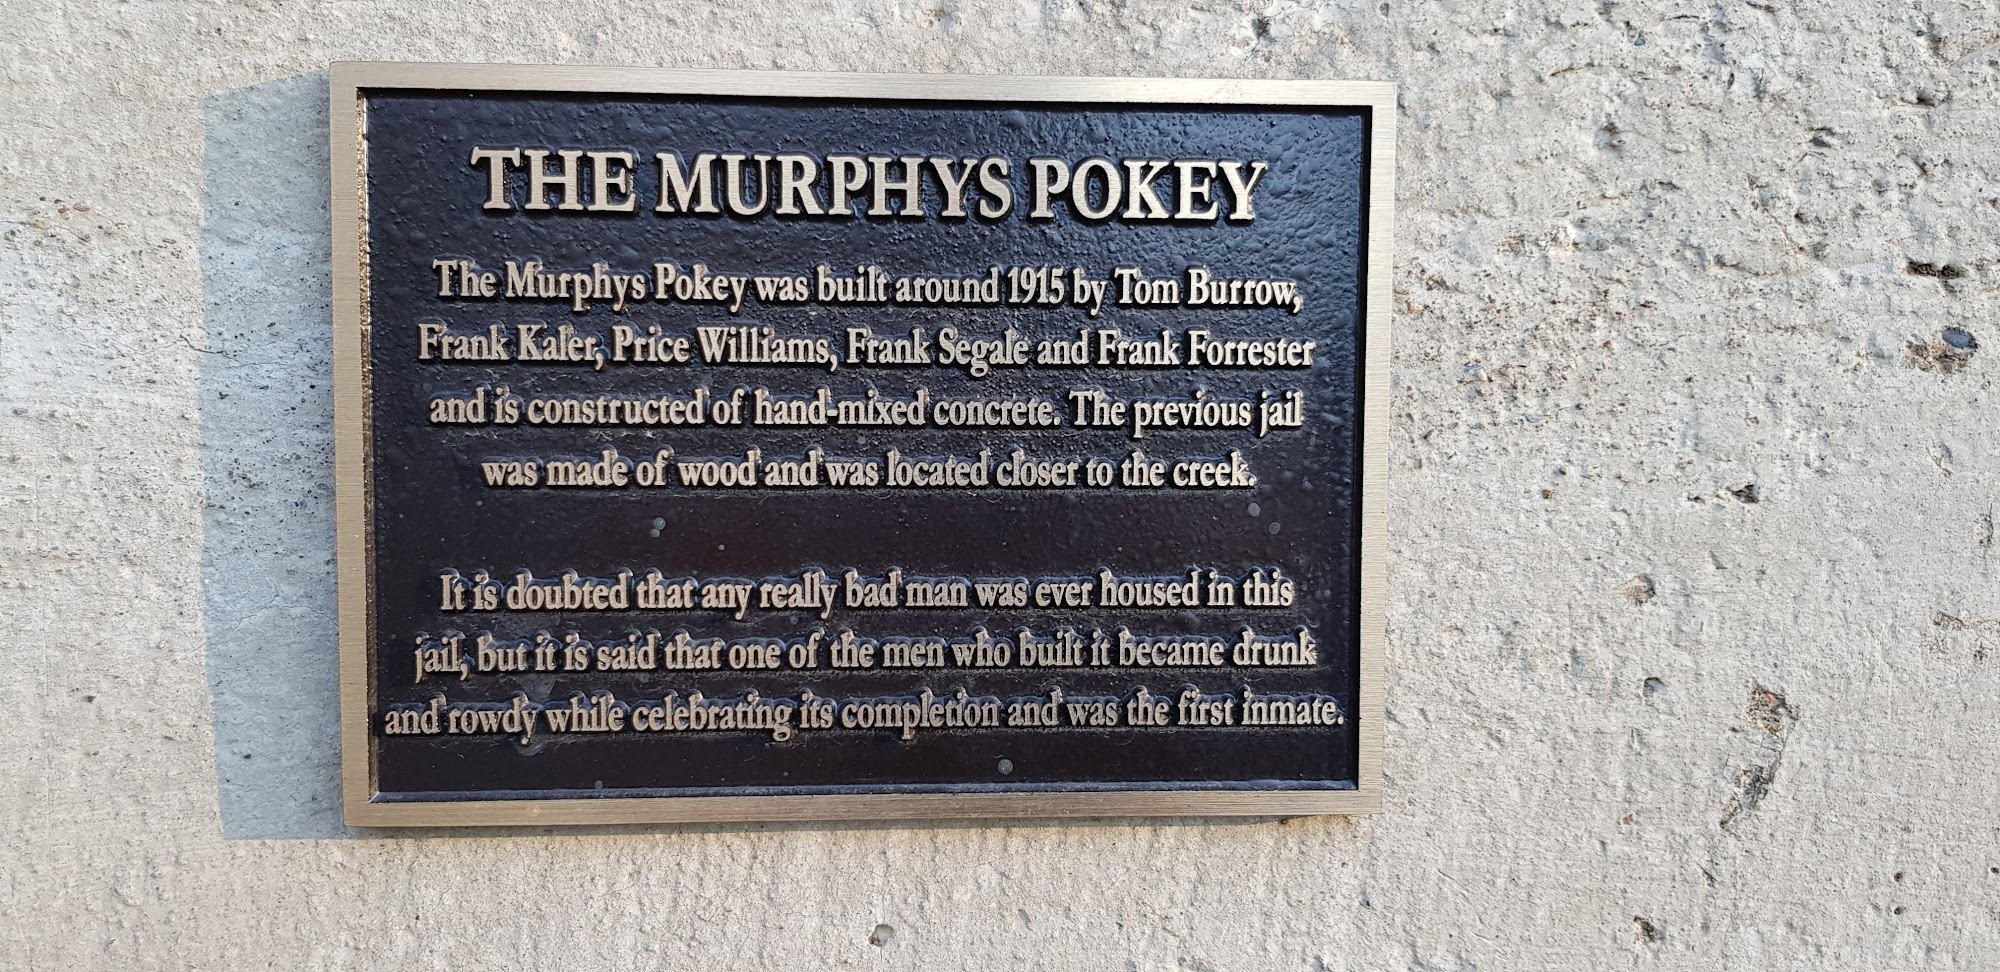 THE MURPHYS POKEY
The Murphys Pokey was built around 1915 by Tom Burrow,
Frank Kaler, Price Williams, Frank Segale and Frank Forrester
and is constructed of hand-mixed concrete. The previous jail
was made of wood and was located closer to the creek.
It is doubted that any really bad man was ever housed in this
jail, but it is said that one of the men who built it became drunk
and rowdy while celebrating its completion and was the first inmate.